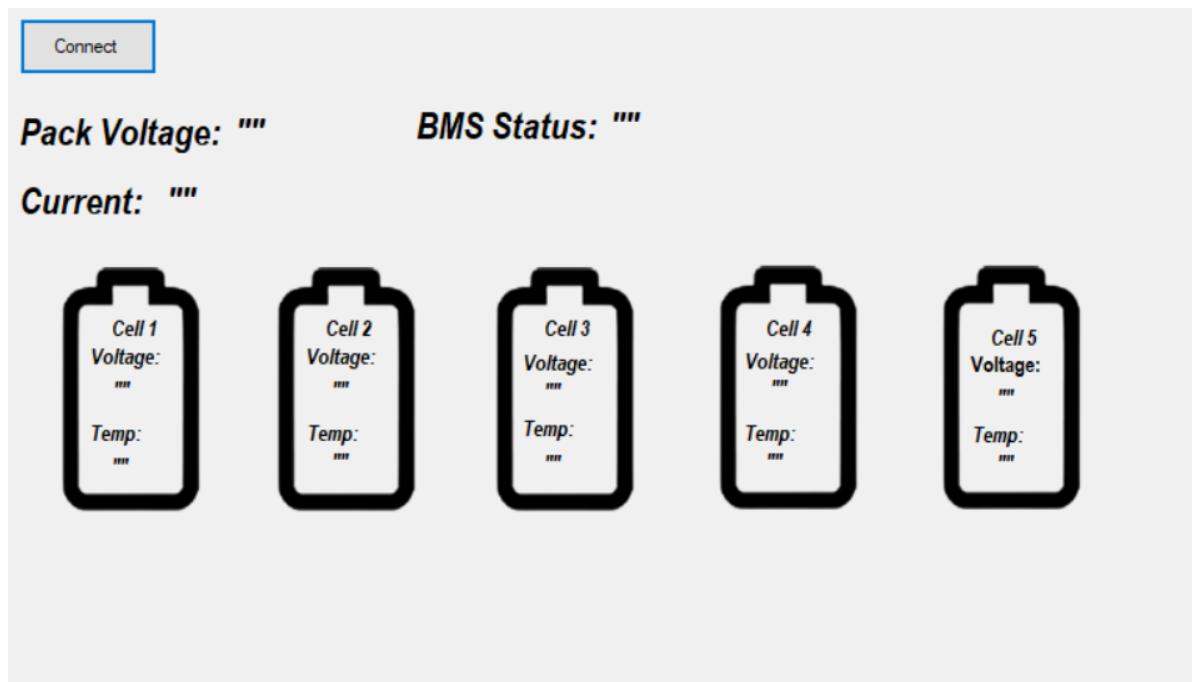 Connect
Pack Voltage: ""
BMS Status: ""
Current: ""
Cell 1
Voltage:
""
Temp:
""
Cell 2
Voltage:
""
Temp:
""
Cell 3
Voltage:
""
Temp:
""
Cell 4
Voltage:
""
Temp:
""
Cell 5
Voltage:
""
Temp:
""